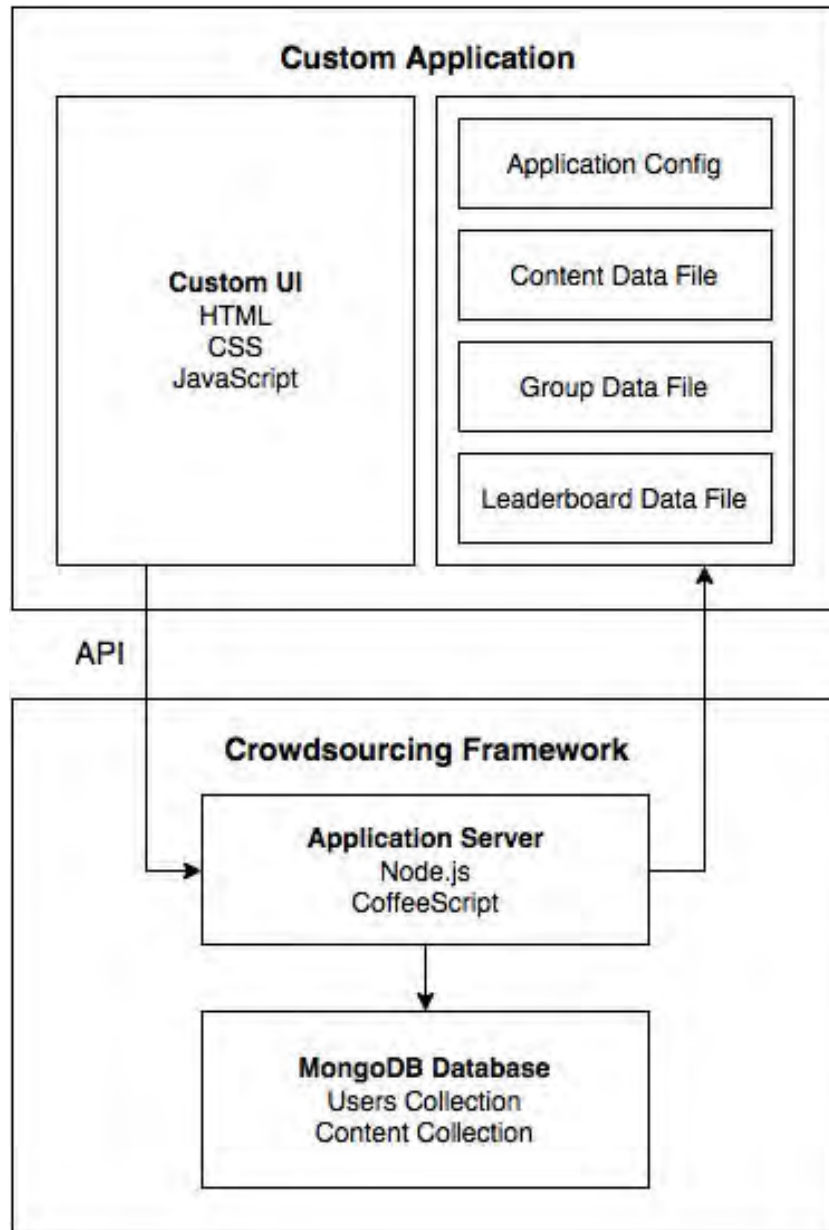 Custom Application
Custom UI
HTML
CSS
JavaScript
Application Config
Content Data File
Group Data File
Leaderboard Data File
API
Crowdsourcing Framework
Application Server
Node.js
CoffeeScript
MongoDB Database
Users Collection
Content Collection